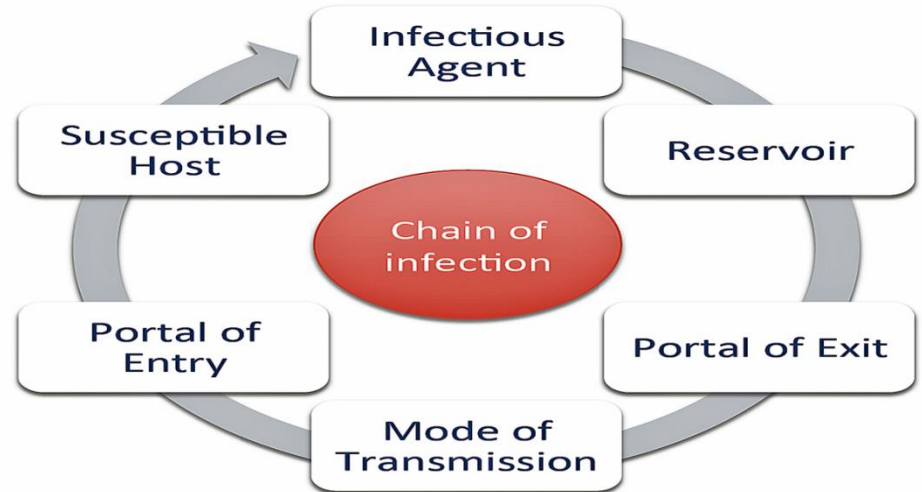 Infectious
Agent
Reservoir
Portal of Exit
Mode of
Transmission
Portal of
Entry
Susceptible
Host
Chain of
infection